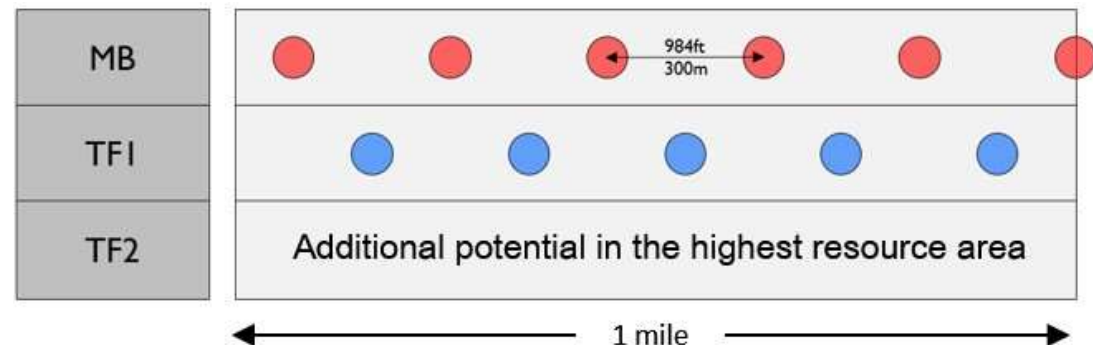 MB
984ft
300m
TF1
TF2
Additional potential in the highest resource area
1 mile